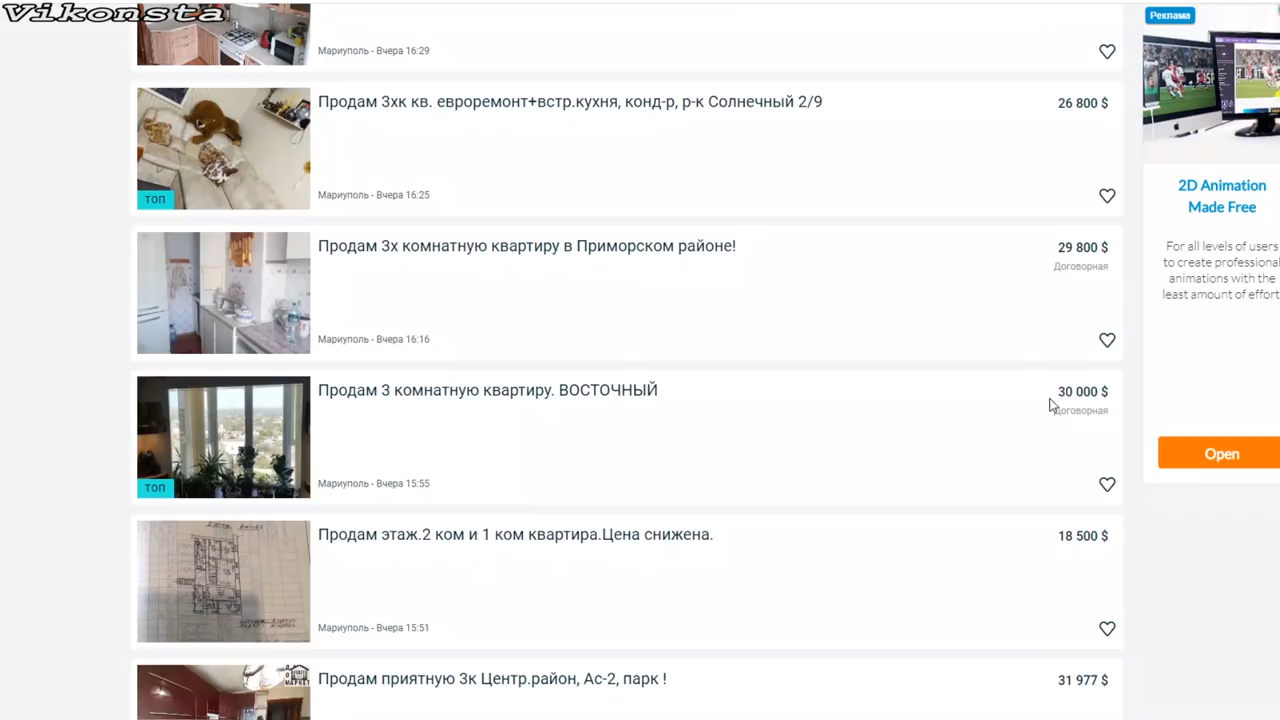 Vikonsta
Мариуполь - Вчера 16:29
Продам 3хк кв. евроремонт+встр.кухня, конд-р, р-к Солнечный 2/9
26 800 $
ТОП
Мариуполь - Вчера 16:25
Продам 3х комнатную квартиру в Приморском районе!
29 800 $
Договорная
Мариуполь - Вчера 16:16
Продам 3 комнатную квартиру. ВОСТОЧНЫЙ
30 000 $
Договорная
ТОП
Мариуполь - Вчера 15:55
Продам этаж.2 ком и 1 ком квартира.Цена снижена.
18 500 $
Мариуполь - Вчера 15:51
Продам приятную 3к Центр.район, Ас-2, парк !
31 977 $
Реклама
2D Animation
Made Free
For all levels of users
to create professional
animations with the
least amount of effort
Open